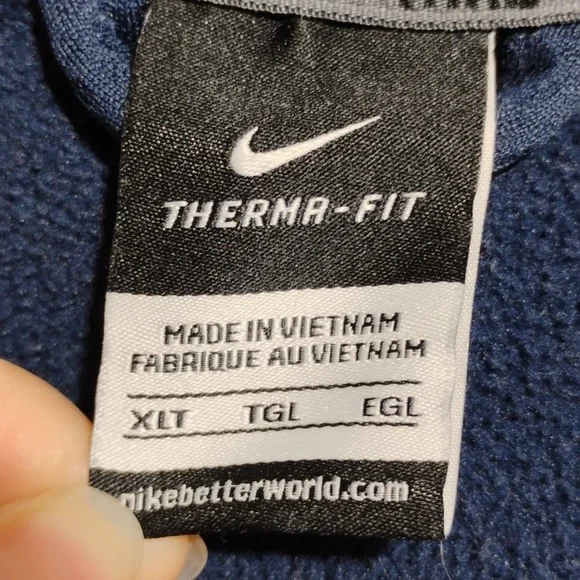 THERMA-FIT
MADE IN VIETNAM
FABRIQUE AU VIETNAM
XLT TGL EGL
nikebetterworld.com